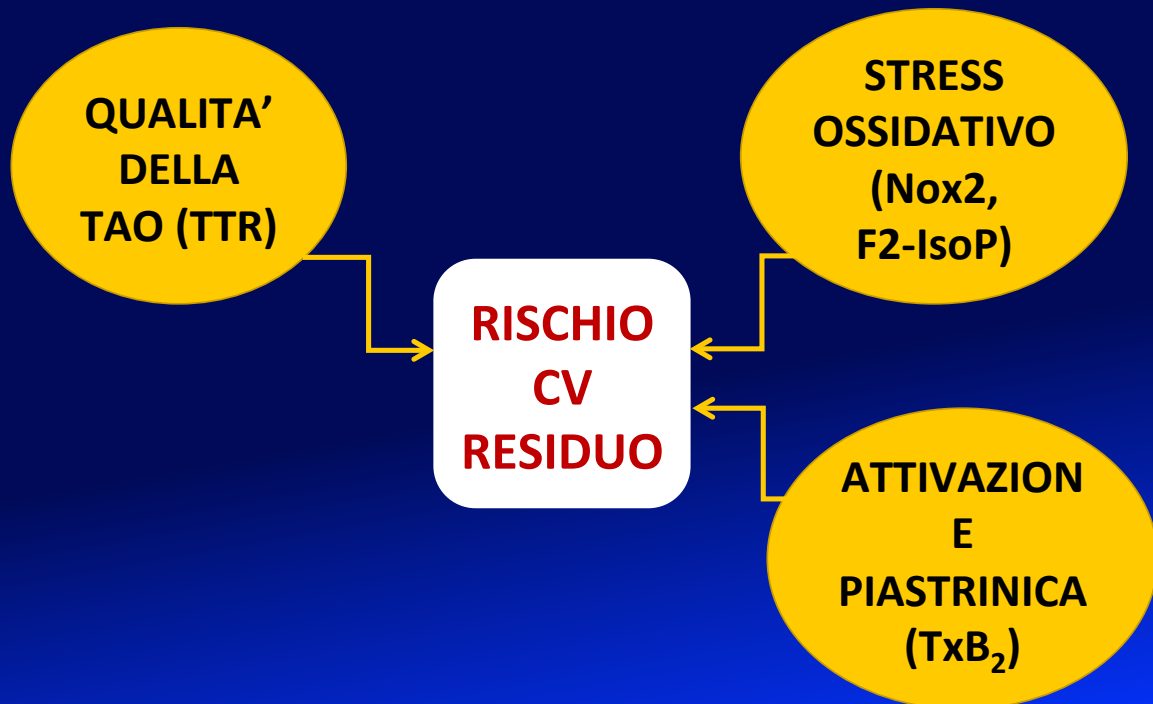 QUALITA’
DELLA
TAO (TTR)
STRESS
OSSIDATIVO
(Nox2,
F2-IsoP)
RISCHIO
CV
RESIDUO
ATTIVAZION
E
PIASTRINICA
(TxB₂)